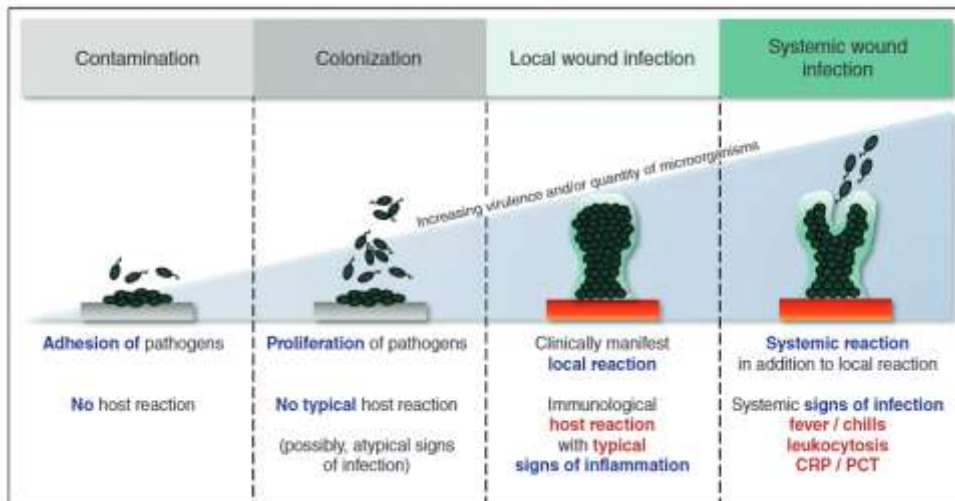 Contamination
Colonization
Local wound infection
Systemic wound
infection
Increasing virulence and/or quantity of microorganisms
Adhesion of pathogens
No host reaction
Proliferation of pathogens
No typical host reaction
(possibly, atypical signs
of infection)
Clinically manifest
local reaction
Immunological
host reaction
with typical
signs of inflammation
Systemic reaction
in addition to local reaction
Systemic signs of infection
fever / chills
leukocytosis
CRP / PCT